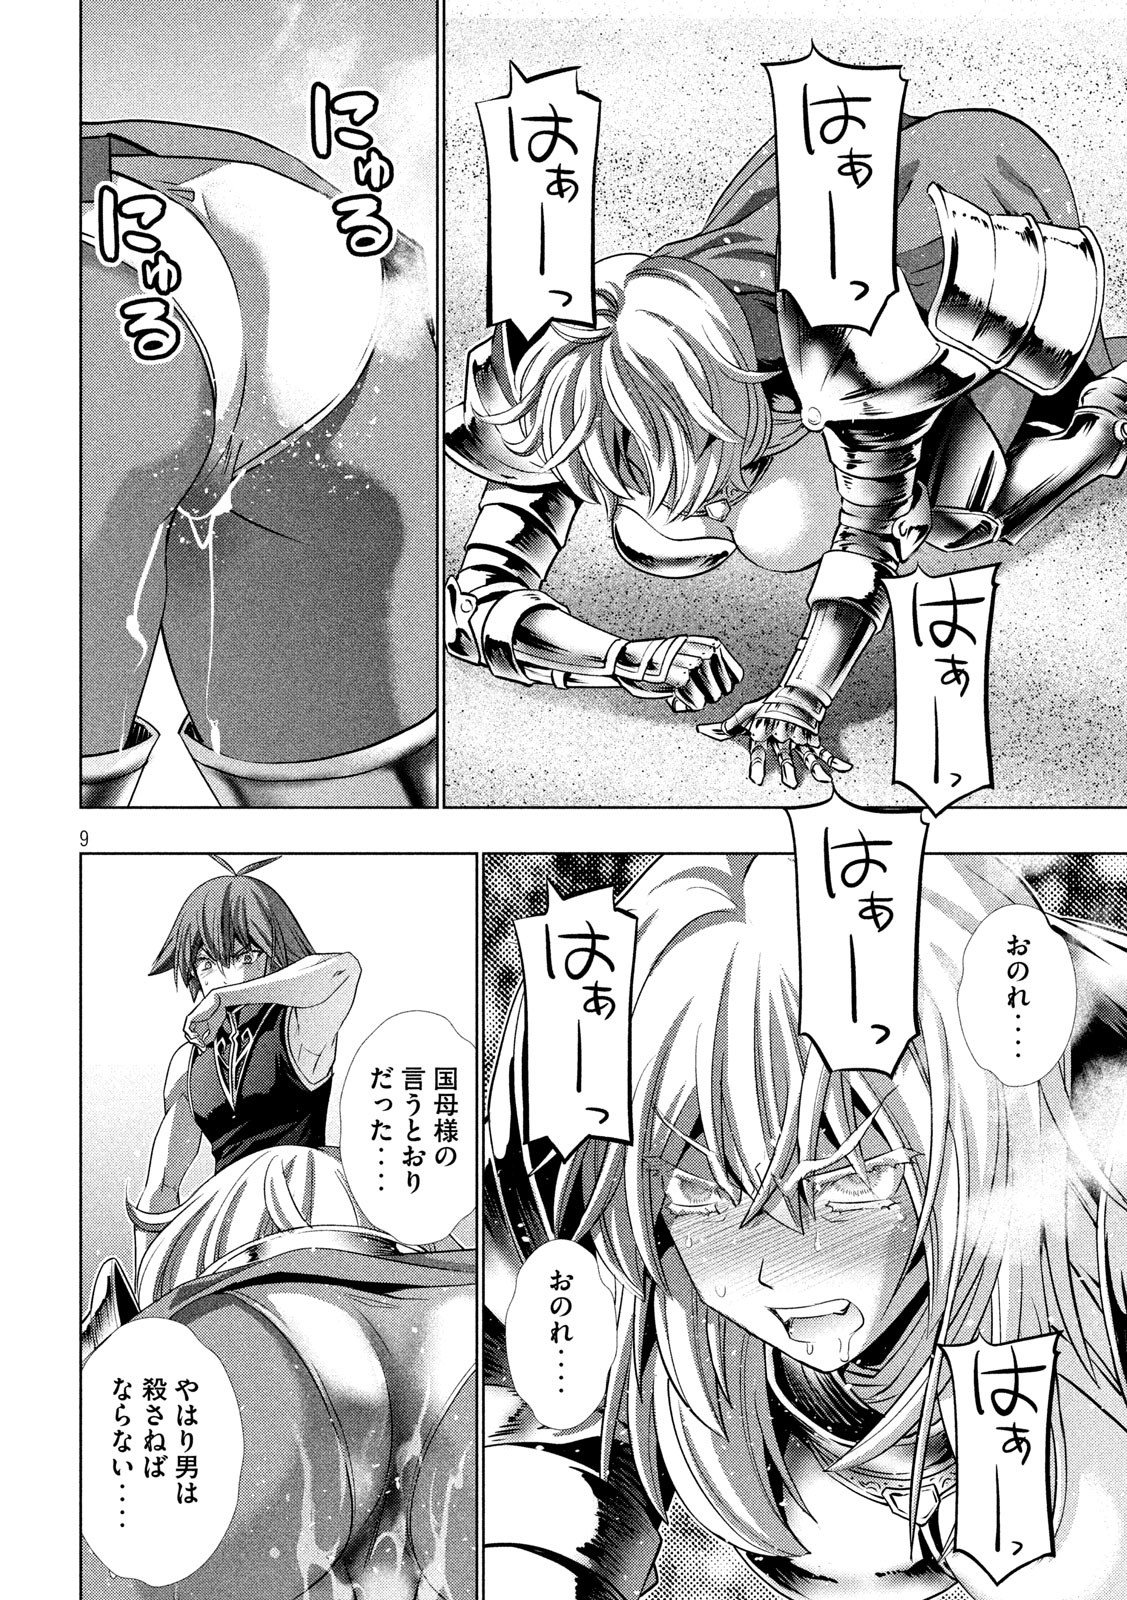 はぁーっ
はぁーっ
はぁーっ
にゅる
にゅる
9
おのれ‥‥
はぁーっ
はぁーっ
おのれ‥‥
はぁーっ
国母様の
言うとおり
だった‥‥
やはり男は
殺さねば
ならない‥‥